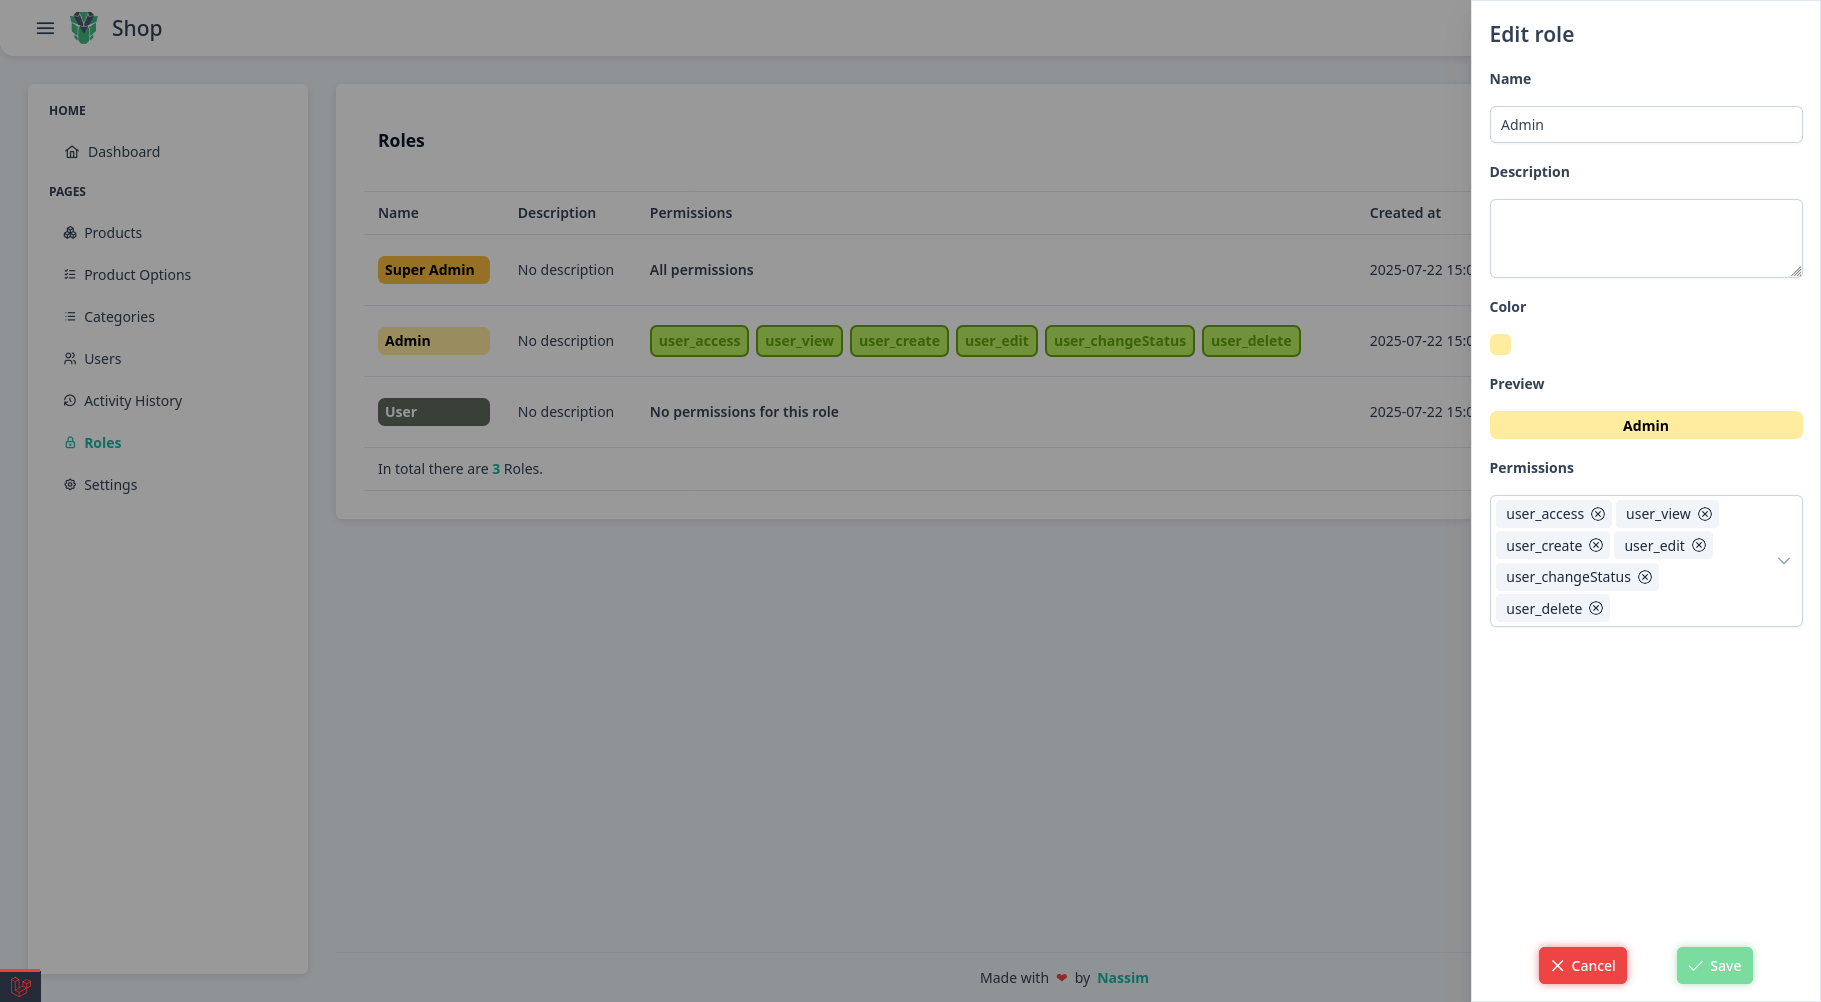 Shop
HOME
Dashboard
PAGES
Products
Product Options
Categories
Users
Activity History
Roles
Settings
Roles
Name Description Permissions Created at
Super Admin No description All permissions 2025-07-22 15:0
Admin No description user_access user_view user_create user_edit user_changeStatus user_delete 2025-07-22 15:0
User No description No permissions for this role 2025-07-22 15:0
In total there are 3 Roles.
Made with ❤ by Nassim
Edit role
Name
Admin
Description
Color
Preview
Admin
Permissions
user_access user_view
user_create user_edit
user_changeStatus
user_delete
Cancel Save